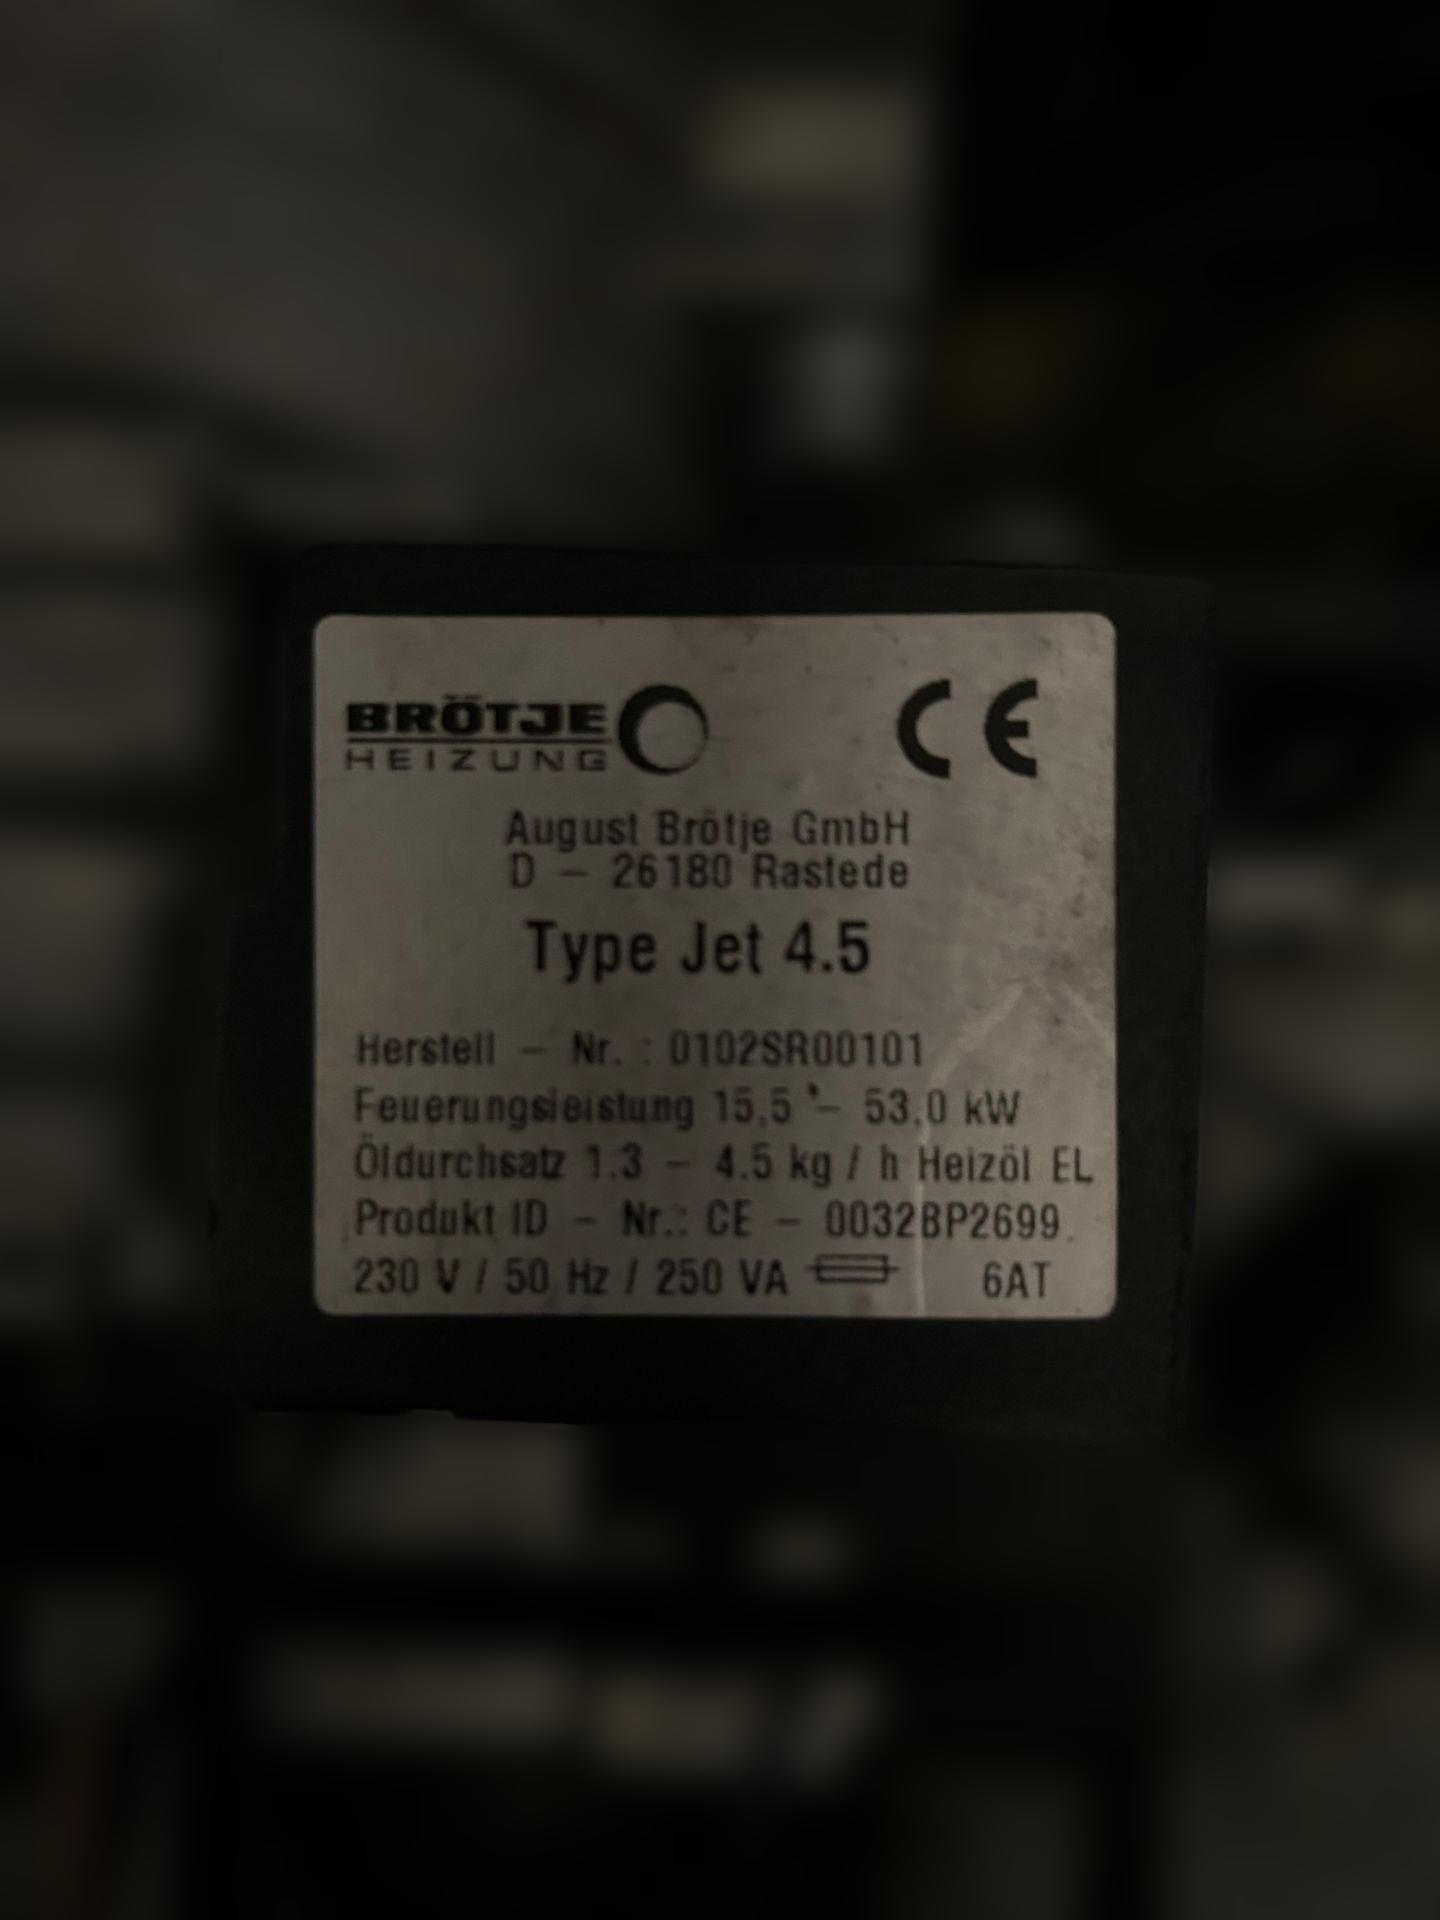 BRÖTJE
HEIZUNG
CE
August Brötje GmbH
D – 26180 Rastede
Type Jet 4.5
Herstell – Nr. : 0102SR00101
Feuerungsleistung 15,5 – 53,0 kW
Öldurchsatz 1.3 – 4.5 kg / h Heizöl EL
Produkt ID – Nr.: CE – 0032BP2699
230 V / 50 Hz / 250 VA 6AT